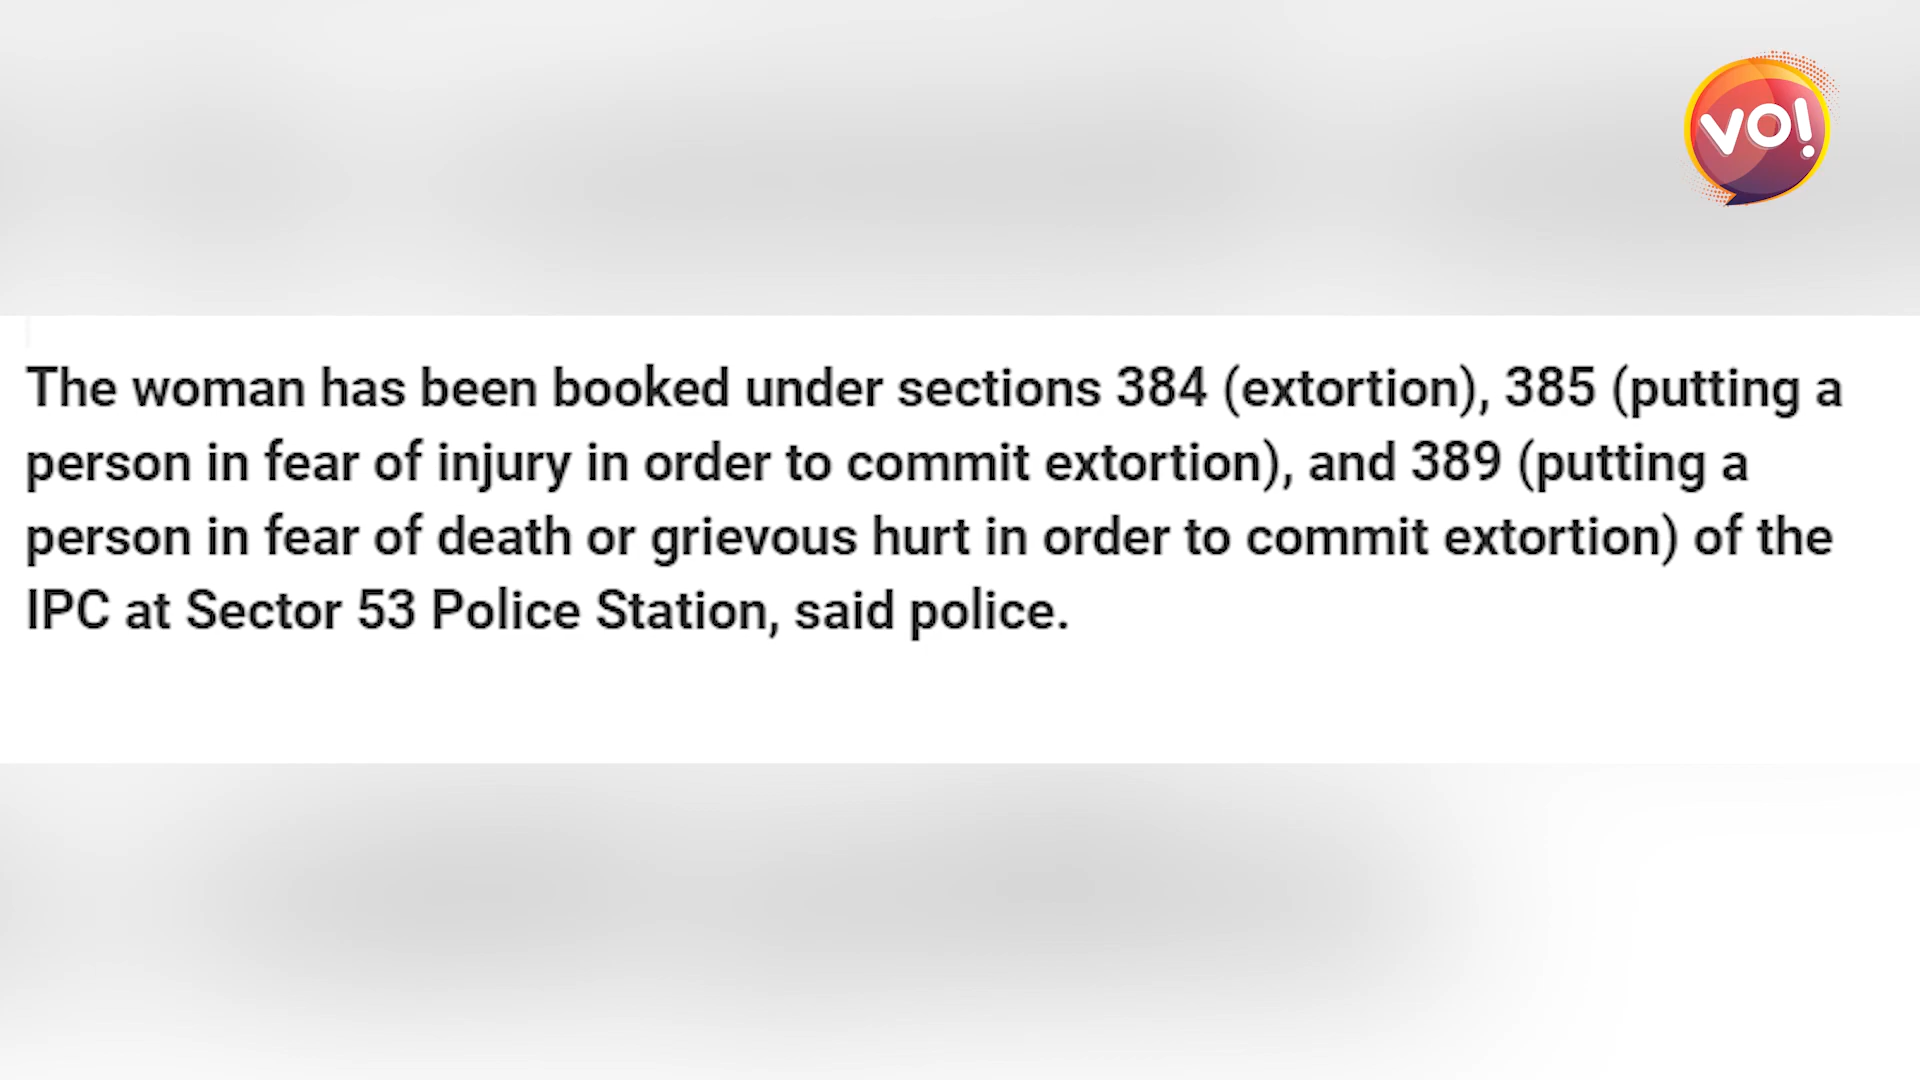 VO!
The woman has been booked under sections 384 (extortion), 385 (putting a
person in fear of injury in order to commit extortion), and 389 (putting a
person in fear of death or grievous hurt in order to commit extortion) of the
IPC at Sector 53 Police Station, said police.